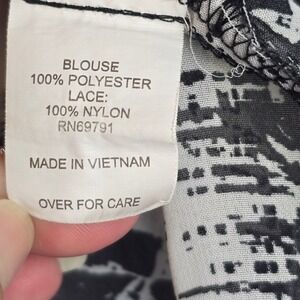 BLOUSE
100% POLYESTER
LACE:
100% NYLON
RN69791
MADE IN VIETNAM
OVER FOR CARE